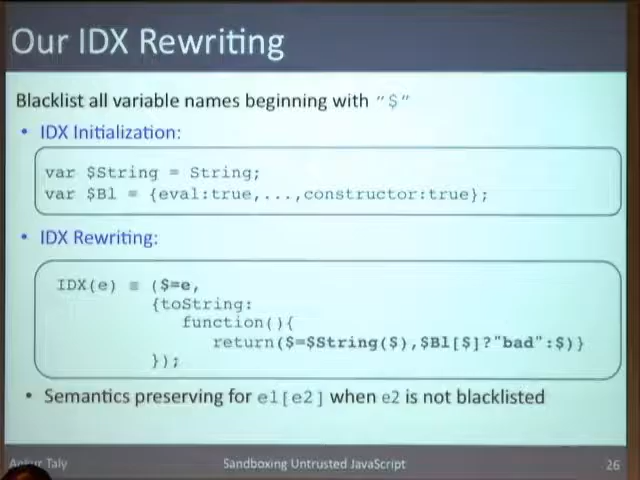 Our IDX Rewriting
Blacklist all variable names beginning with "$"
• IDX Initialization:
var $String = String;
var $Bl = {eval:true,...,constructor:true};
• IDX Rewriting:
IDX(e) ≡ ($=e,
{toString:
function(){
return($=$String($),$Bl[$]?"bad":$)}
});
• Semantics preserving for e1[e2] when e2 is not blacklisted
Ankur Taly
Sandboxing Untrusted JavaScript
26